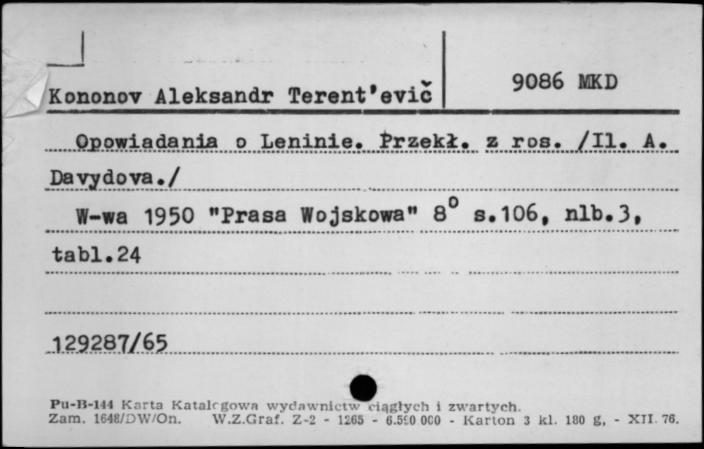 Kononov Aleksandr Terent'evič
9086 MKD
Opowiadania o Leninie. Przekł. z ros. /Il. A.
Davydova./
W-wa 1950 "Prasa Wojskowa" 8° s.106, nlb.3,
tabl.24
129287/65
Pu-B-144 Karta Katalogowa wydawnictw ciągłych i zwartych.
Zam. 1648/DW/On. W.Z.Graf. Z-2 - 1265 - 6.590 000 - Karton 3 kl. 180 g, - XII. 76.